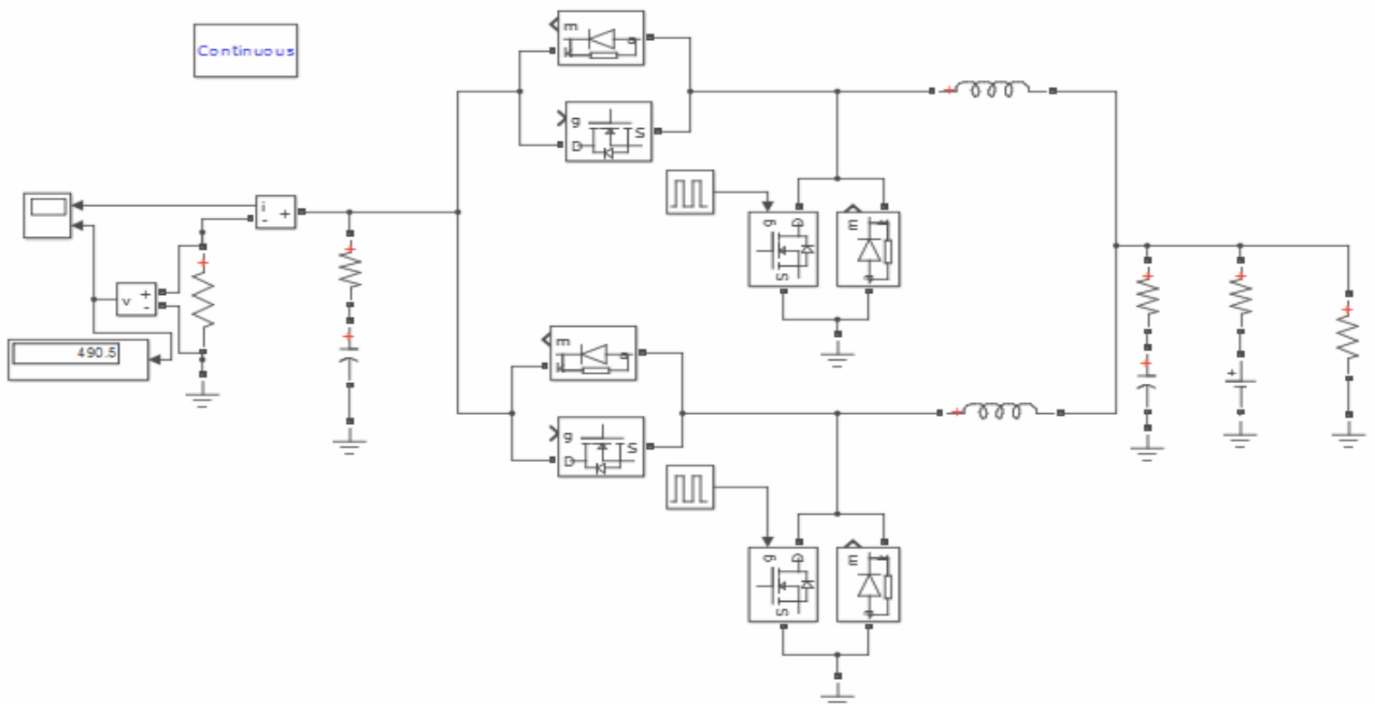 Continuous
m
k a
g
D S
g
D
S
m
k
a
i
-
+
v
+
-
490.5
m
k a
g
D S
g
D
S
m
k
a
+
+
+
+
+
+
+
+
+
+